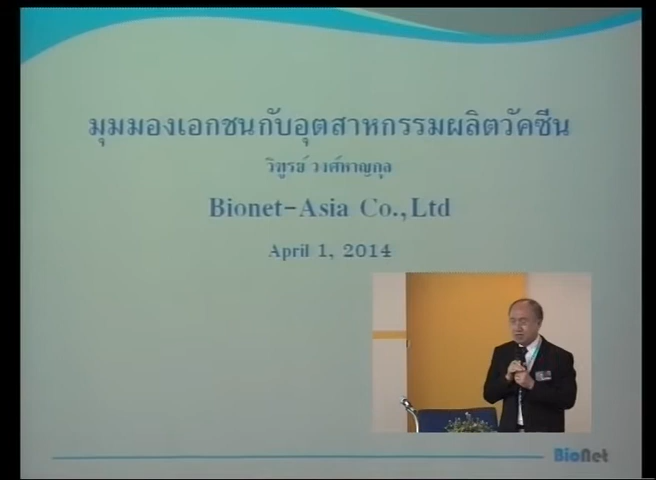 มุมมองเอกชนกับอุตสาหกรรมผลิตวัคซีน
วิฑูรย์ วงศ์หาญกุล
Bionet-Asia Co.,Ltd
April 1, 2014
BioNet